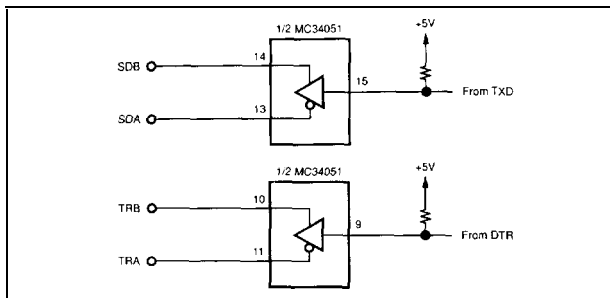 1/2 MC34051
+5V
SDB
14
15
From TXD
SDA
13
1/2 MC34051
+5V
TRB
10
9
From DTR
TRA
11